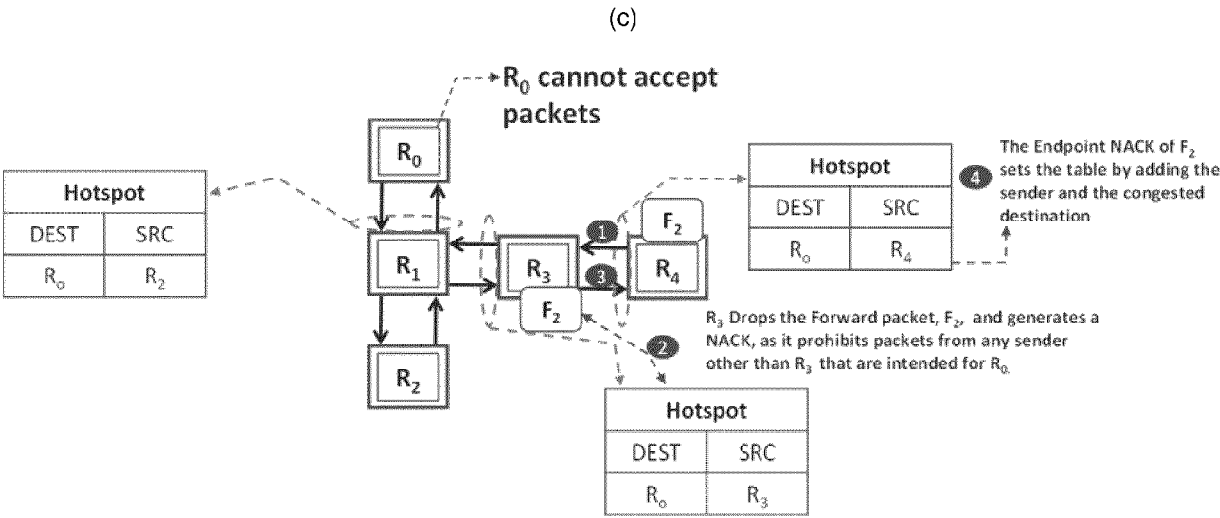 (c)
R₀ cannot accept
packets
R₀
Hotspot
DEST SRC
Rₒ R₂
R₁
R₃
F₂
1
3
F₂
R₄
R₂
Hotspot
DEST SRC
Rₒ R₄
4
The Endpoint NACK of F₂
sets the table by adding the
sender and the congested
destination
2
R₃ Drops the Forward packet, F₂, and generates a
NACK, as it prohibits packets from any sender
other than R₃ that are intended for R₀.
Hotspot
DEST SRC
Rₒ R₃